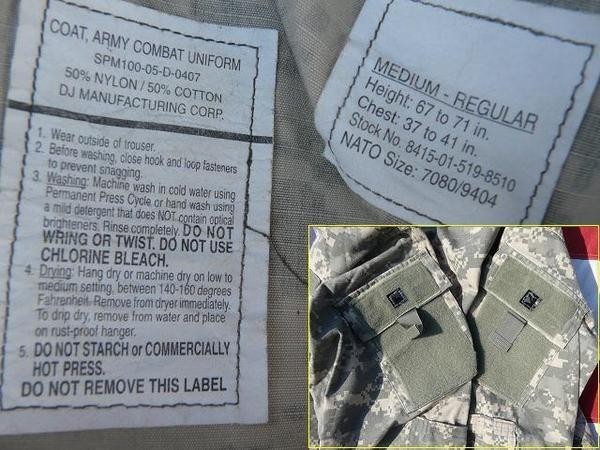 COAT, ARMY COMBAT UNIFORM
SPM100-05-D-0407
50% NYLON / 50% COTTON
DJ MANUFACTURING CORP.
1. Wear outside of trouser.
2. Before washing, close hook and loop fasteners
to prevent snagging.
3. Washing: Machine wash in cold water using
Permanent Press Cycle or hand wash using
a mild detergent that does NOT contain optical
brighteners. Rinse completely. DO NOT
WRING OR TWIST. DO NOT USE
CHLORINE BLEACH.
4. Drying: Hang dry or machine dry on low to
medium setting, between 140-160 degrees
Fahrenheit. Remove from dryer immediately.
To drip dry, remove from water and place
on rust-proof hanger.
5. DO NOT STARCH or COMMERCIALLY
HOT PRESS.
DO NOT REMOVE THIS LABEL
MEDIUM - REGULAR
Height: 67 to 71 in.
Chest: 37 to 41 in.
Stock No. 8415-01-519-8510
NATO Size: 7080/9404